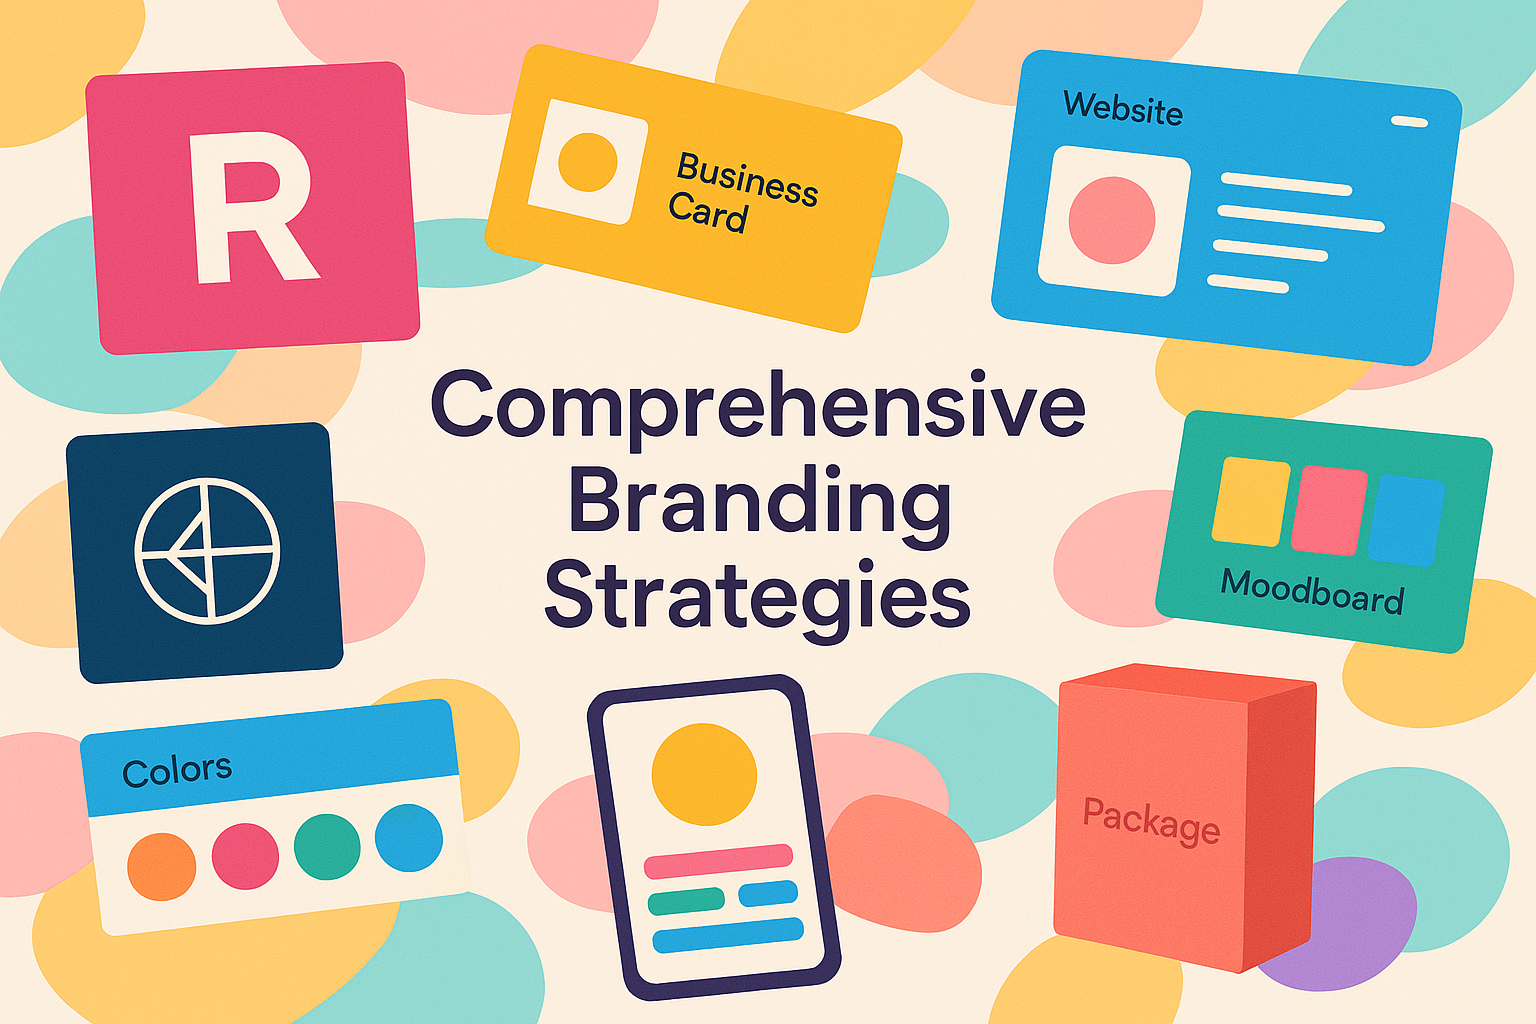 R
Business
Card
Website
Comprehensive
Branding
Strategies
Moodboard
Colors
Package